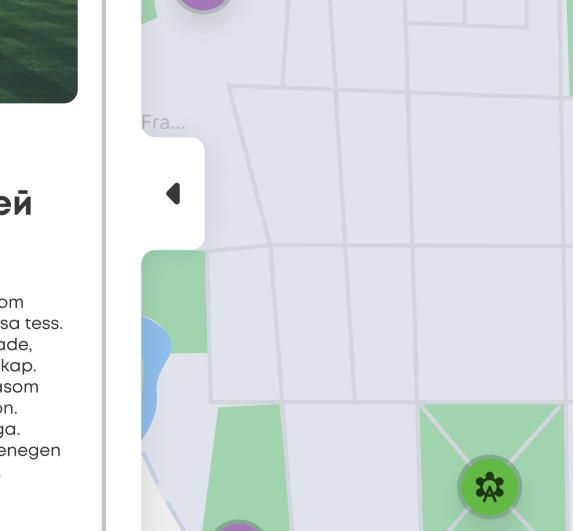 Fra...
ей
om
sa tess.
ade,
kap.
asom
on.
ga.
enegen